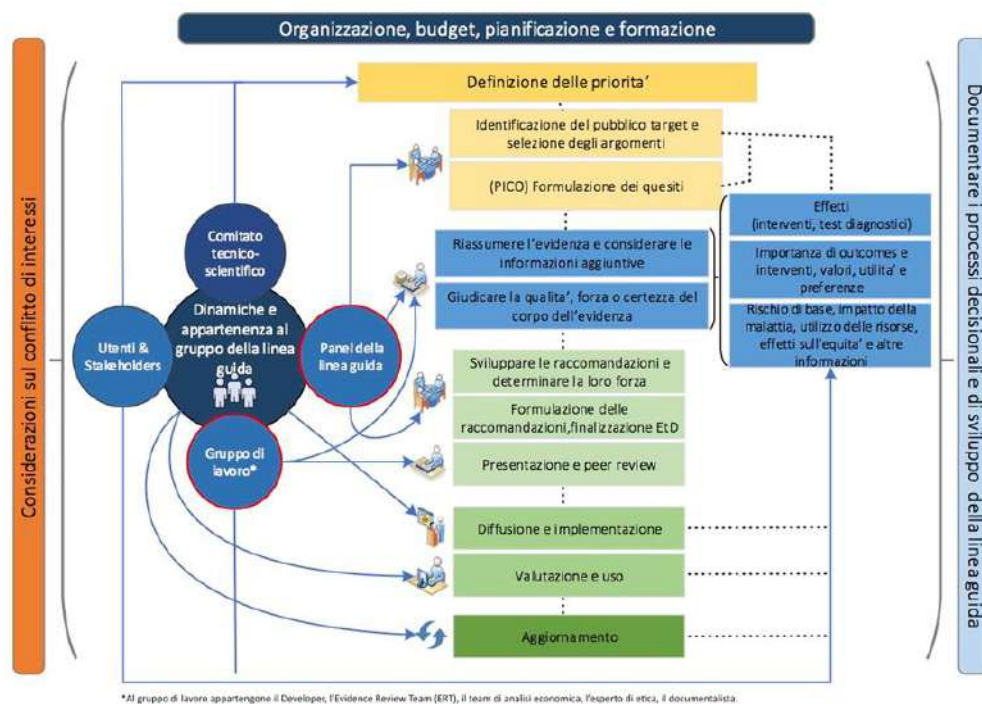 Organizzazione, budget, pianificazione e formazione
Considerazioni sul conflitto di interessi
Definizione delle priorita’
Identificazione del pubblico target e
selezione degli argomenti
(PICO) Formulazione dei quesiti
Effetti
(interventi, test diagnostici)
Importanza di outcomes e
interventi, valori, utilita’ e
preferenze
Rischio di base, impatto della
malattia, utilizzo delle risorse,
effetti sull’equita’ e altre
informazioni
Riassumere l’evidenza e considerare le
informazioni aggiuntive
Giudicare la qualita’, forza o certezza del
corpo dell’evidenza
Comitato
tecnico-
scientifico
Dinamiche e
appartenenza al
gruppo della linea
guida
Utenti &
Stakeholders
Panel della
linea guida
Gruppo di
lavoro*
Sviluppare le raccomandazioni e
determinare la loro forza
Formulazione delle
raccomandazioni,finalizzazione EtD
Presentazione e peer review
Diffusione e implementazione
Valutazione e uso
Aggiornamento
Documentare i processi decisionali e di sviluppo della linea guida
*Al gruppo di lavoro appartengono il Developer, l’Evidence Review Team (ERT), il team di analisi economica, l’esperto di etica, il documentalista.